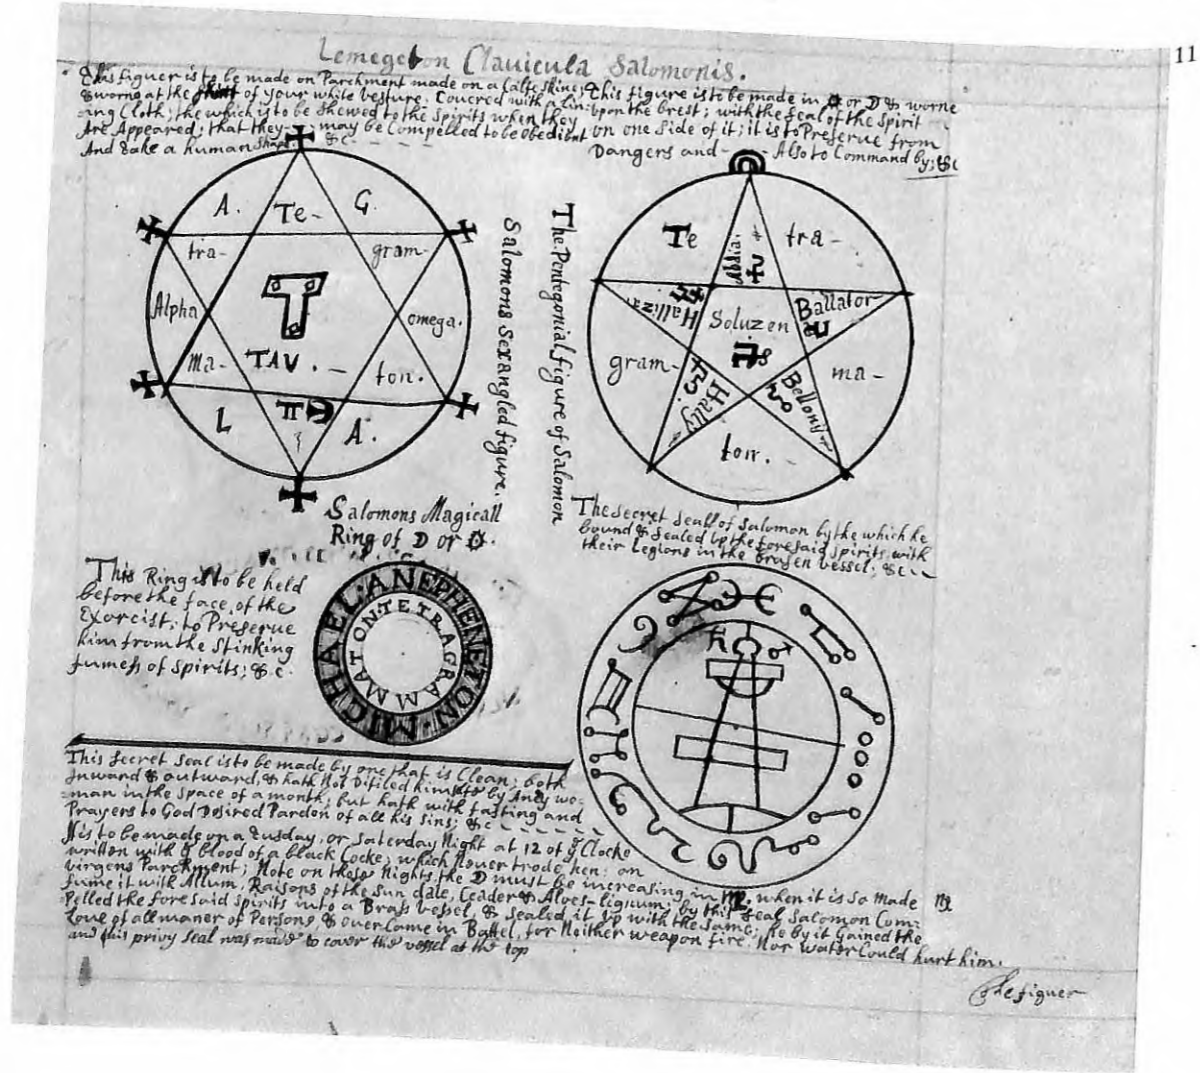 11
Lemegeton Clauicula Salomonis.
This figuer is to be made on Parchment made on a Calfe skine;
& worne at the skirt of your white vesture, Couered with a Lin-
ing Cloth; the which is to be shewed to the spirits when they
Are Appeared; that they may be Compelled to be obedient
And take a human shape. &c - - - -
This figure is to be made in ☼ or D & worne
upon the brest; with the seal of the Spirit
on one Side of it; it is to Preserve from
Dangers and - Also to Command by; &c
A. Te- G.
tra- gram-
Alpha T omega.
ma- TAU. - ton.
L A.
Salomons Sexangled figure.
The Pentegonial figure of Salomon
Te tra-
Abdia.
Halliza. Ballator
Soluzen
gram- ma-
Hally Bellony
ton.
Salomons Magicall
Ring of D or ☼.
This Ring is to be held
before the face of the
Exorcist; to Preserve
him from the Stinking
fumes of Spirits; &c.
MICHAEL·ANEPHENETON·
TETRAGRAMMATON·
The secret seall of Salomon by the which he
bound & sealed up the foresaid spirits with
their Legions in the brasen vessel; &c - -
♄ ♂
This secret seal is to be made by one that is Clean; both
inward & outward, & hath Not Difiled himselfe by Any wo-
man in the space of a month; but hath with fasting and
Prayers to God Desired Pardon of all his sins; &c - - - - -
It is to be made on a Tusday, or Saterday Night at 12 of ye Clocke
written with ye blood of a black Cocke; which Never trode hen; on
virgens Parchment; Note on those Nights, the D must be increasing in ♍. when it is so made ♍
fume it with Allum, Raisons of the sun dale, Ceader & Aloes-lignum; by this seal Salomon Com:
Pelled the foresaid spirits into a Brass vessel, & sealed it up with the same; he by it gained the
Love of all maner of Persons, & overcame in Battel, for Neither weapon fire, Nor water Could hurt him.
and this privy seal was made to cover the vessel at the top
The figuer